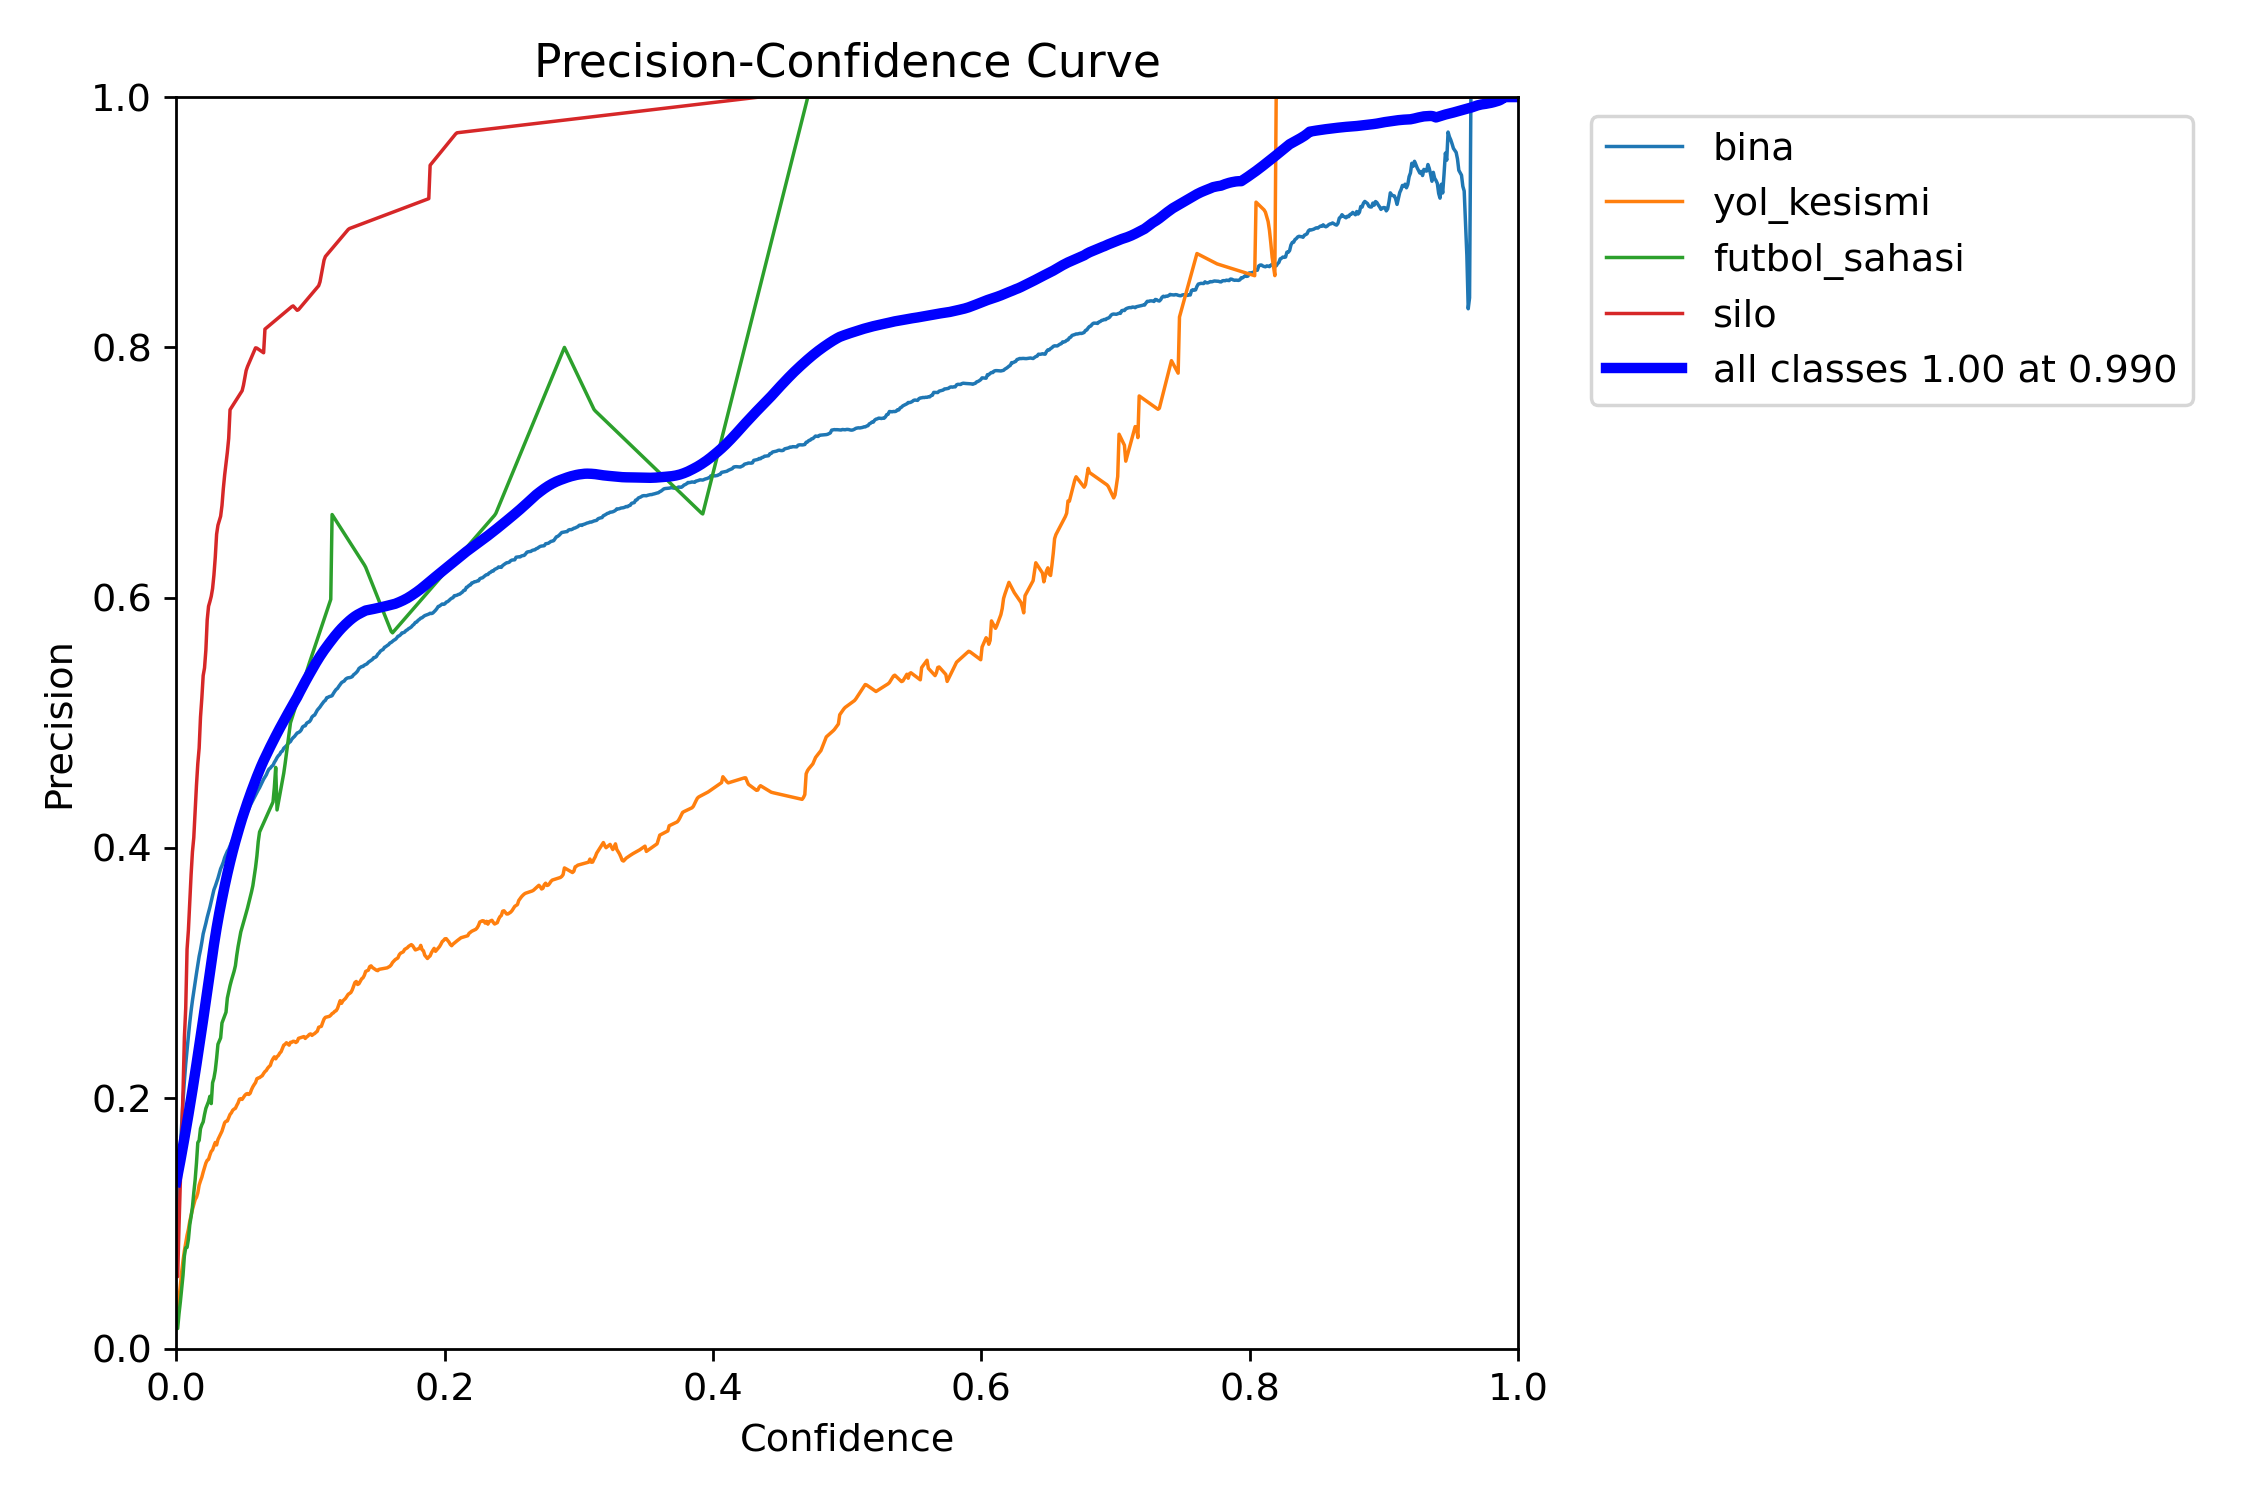 Precision-Confidence Curve
1.0
0.8
0.6
0.4
0.2
0.0
Precision
0.0 0.2 0.4 0.6 0.8 1.0
Confidence
bina
yol_kesismi
futbol_sahasi
silo
all classes 1.00 at 0.990